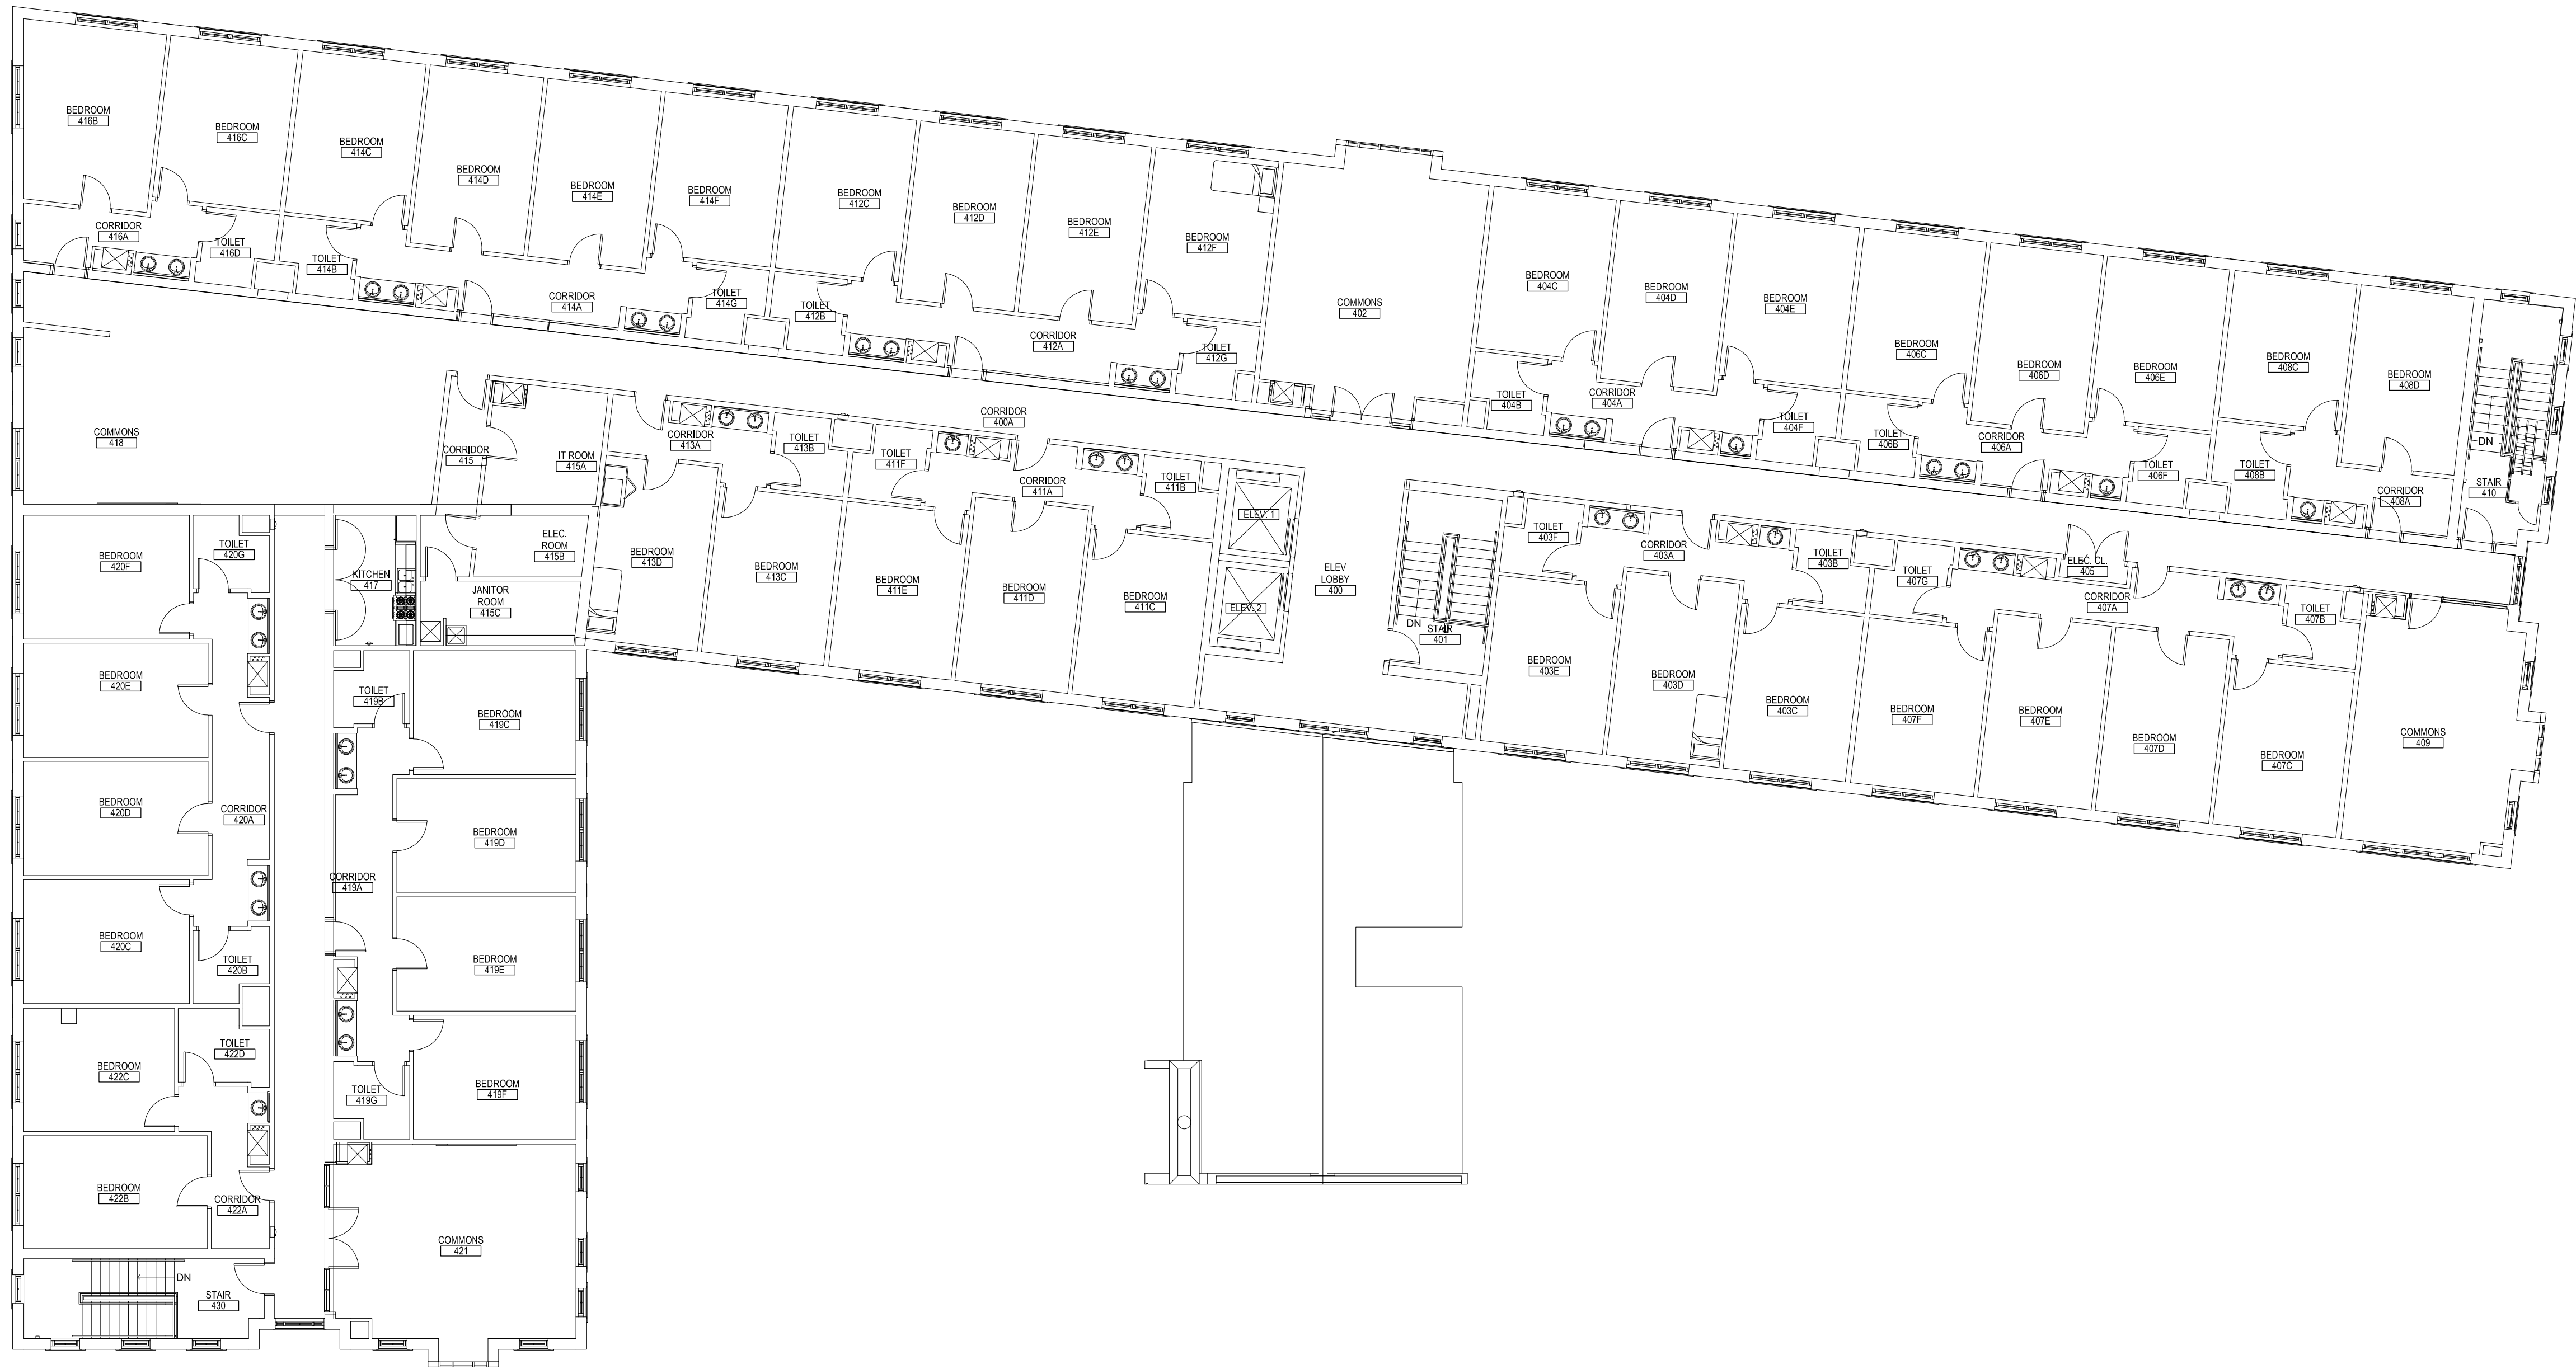 BEDROOM
416B
BEDROOM
416C
BEDROOM
414C
BEDROOM
414D
BEDROOM
414E
BEDROOM
414F
BEDROOM
412C
BEDROOM
412D
BEDROOM
412E
BEDROOM
412F
CORRIDOR
416A
TOILET
416D
TOILET
414B
CORRIDOR
414A
TOILET
414G
TOILET
412B
CORRIDOR
412A
TOILET
412G
COMMONS
402
BEDROOM
404C
BEDROOM
404D
BEDROOM
404E
BEDROOM
406C
BEDROOM
406D
BEDROOM
406E
BEDROOM
408C
BEDROOM
408D
TOILET
404B
CORRIDOR
404A
TOILET
404F
TOILET
406B
CORRIDOR
406A
TOILET
406F
TOILET
408B
CORRIDOR
408A
DN
STAIR
410
COMMONS
418
CORRIDOR
415
IT ROOM
415A
CORRIDOR
413A
TOILET
413B
CORRIDOR
400A
TOILET
411F
CORRIDOR
411A
TOILET
411B
ELEV. 1
ELEV. 2
ELEV
LOBBY
400
DN
STAIR
401
TOILET
403F
CORRIDOR
403A
TOILET
403B
TOILET
407G
ELEC. CL.
405
CORRIDOR
407A
TOILET
407B
ELEC.
ROOM
415B
JANITOR
ROOM
415C
KITCHEN
417
BEDROOM
413D
BEDROOM
413C
BEDROOM
411E
BEDROOM
411D
BEDROOM
411C
BEDROOM
403E
BEDROOM
403D
BEDROOM
403C
BEDROOM
407F
BEDROOM
407E
BEDROOM
407D
BEDROOM
407C
COMMONS
409
BEDROOM
420F
TOILET
420G
BEDROOM
420E
BEDROOM
420D
CORRIDOR
420A
BEDROOM
420C
TOILET
420B
TOILET
419B
BEDROOM
419C
BEDROOM
419D
CORRIDOR
419A
BEDROOM
419E
BEDROOM
419F
TOILET
419G
BEDROOM
422C
TOILET
422D
BEDROOM
422B
CORRIDOR
422A
COMMONS
421
DN
STAIR
430